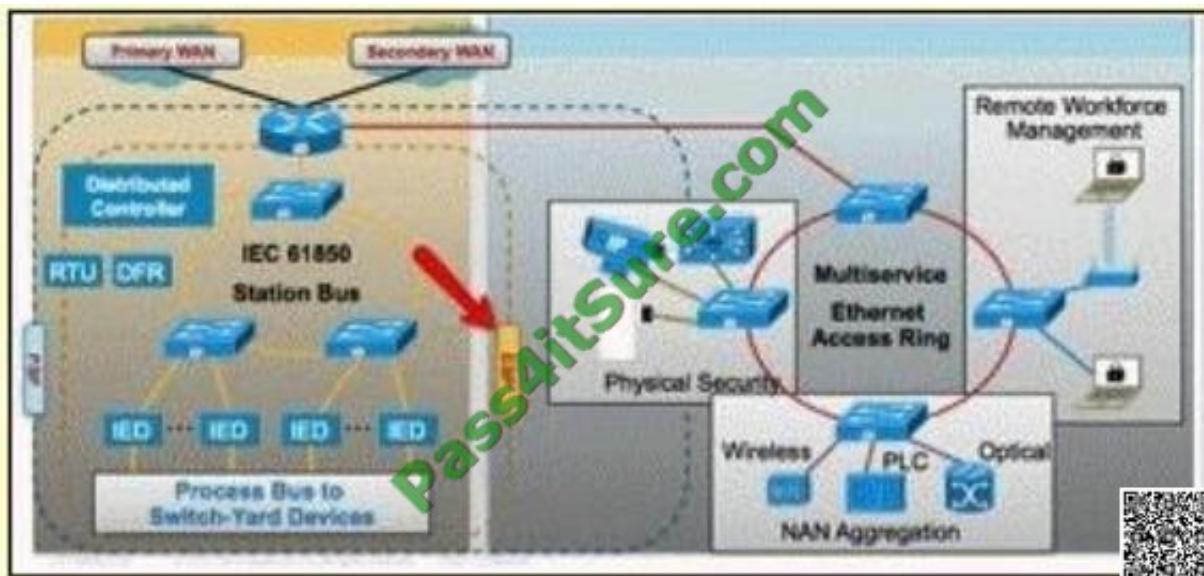 Primary WAN
Secondary WAN
Distributed
Controller
RTU
DFR
IEC 61850
Station Bus
PSP
IED
...
IED
IED
...
IED
Process Bus to
Switch-Yard Devices
Physical Security
Multiservice
Ethernet
Access Ring
Remote Workforce
Management
Wireless
PLC
Optical
NAN Aggregation
Pass4itSure.com